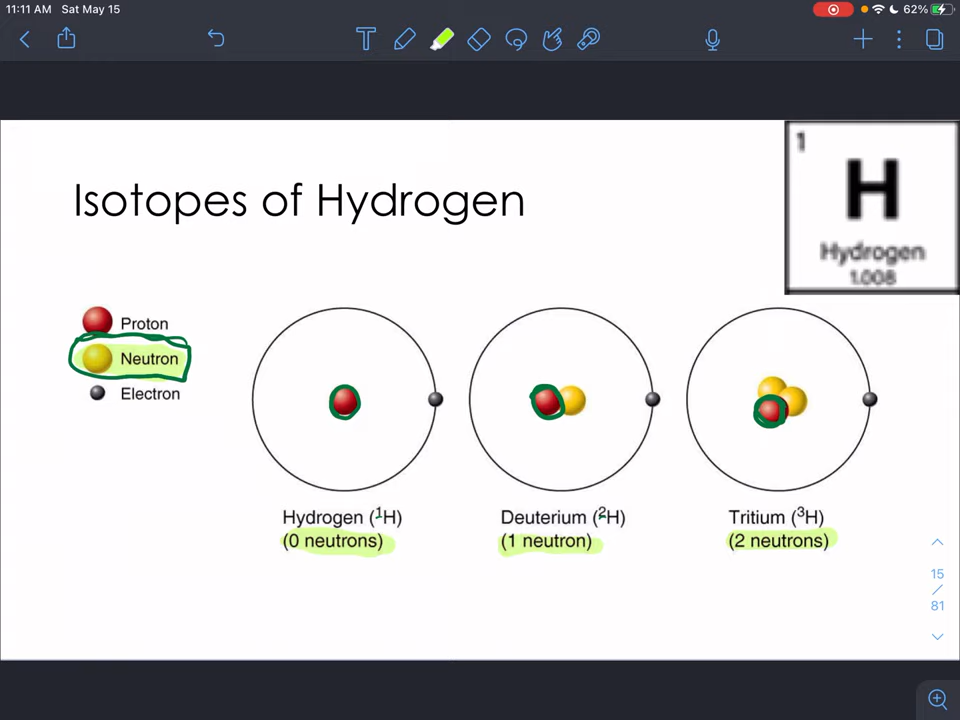 11:11 AM Sat May 15
62%
T
1
H
Hydrogen
1.008
Isotopes of Hydrogen
Proton
Neutron
Electron
Hydrogen (¹H)
(0 neutrons)
Deuterium (²H)
(1 neutron)
Tritium (³H)
(2 neutrons)
15
/
81